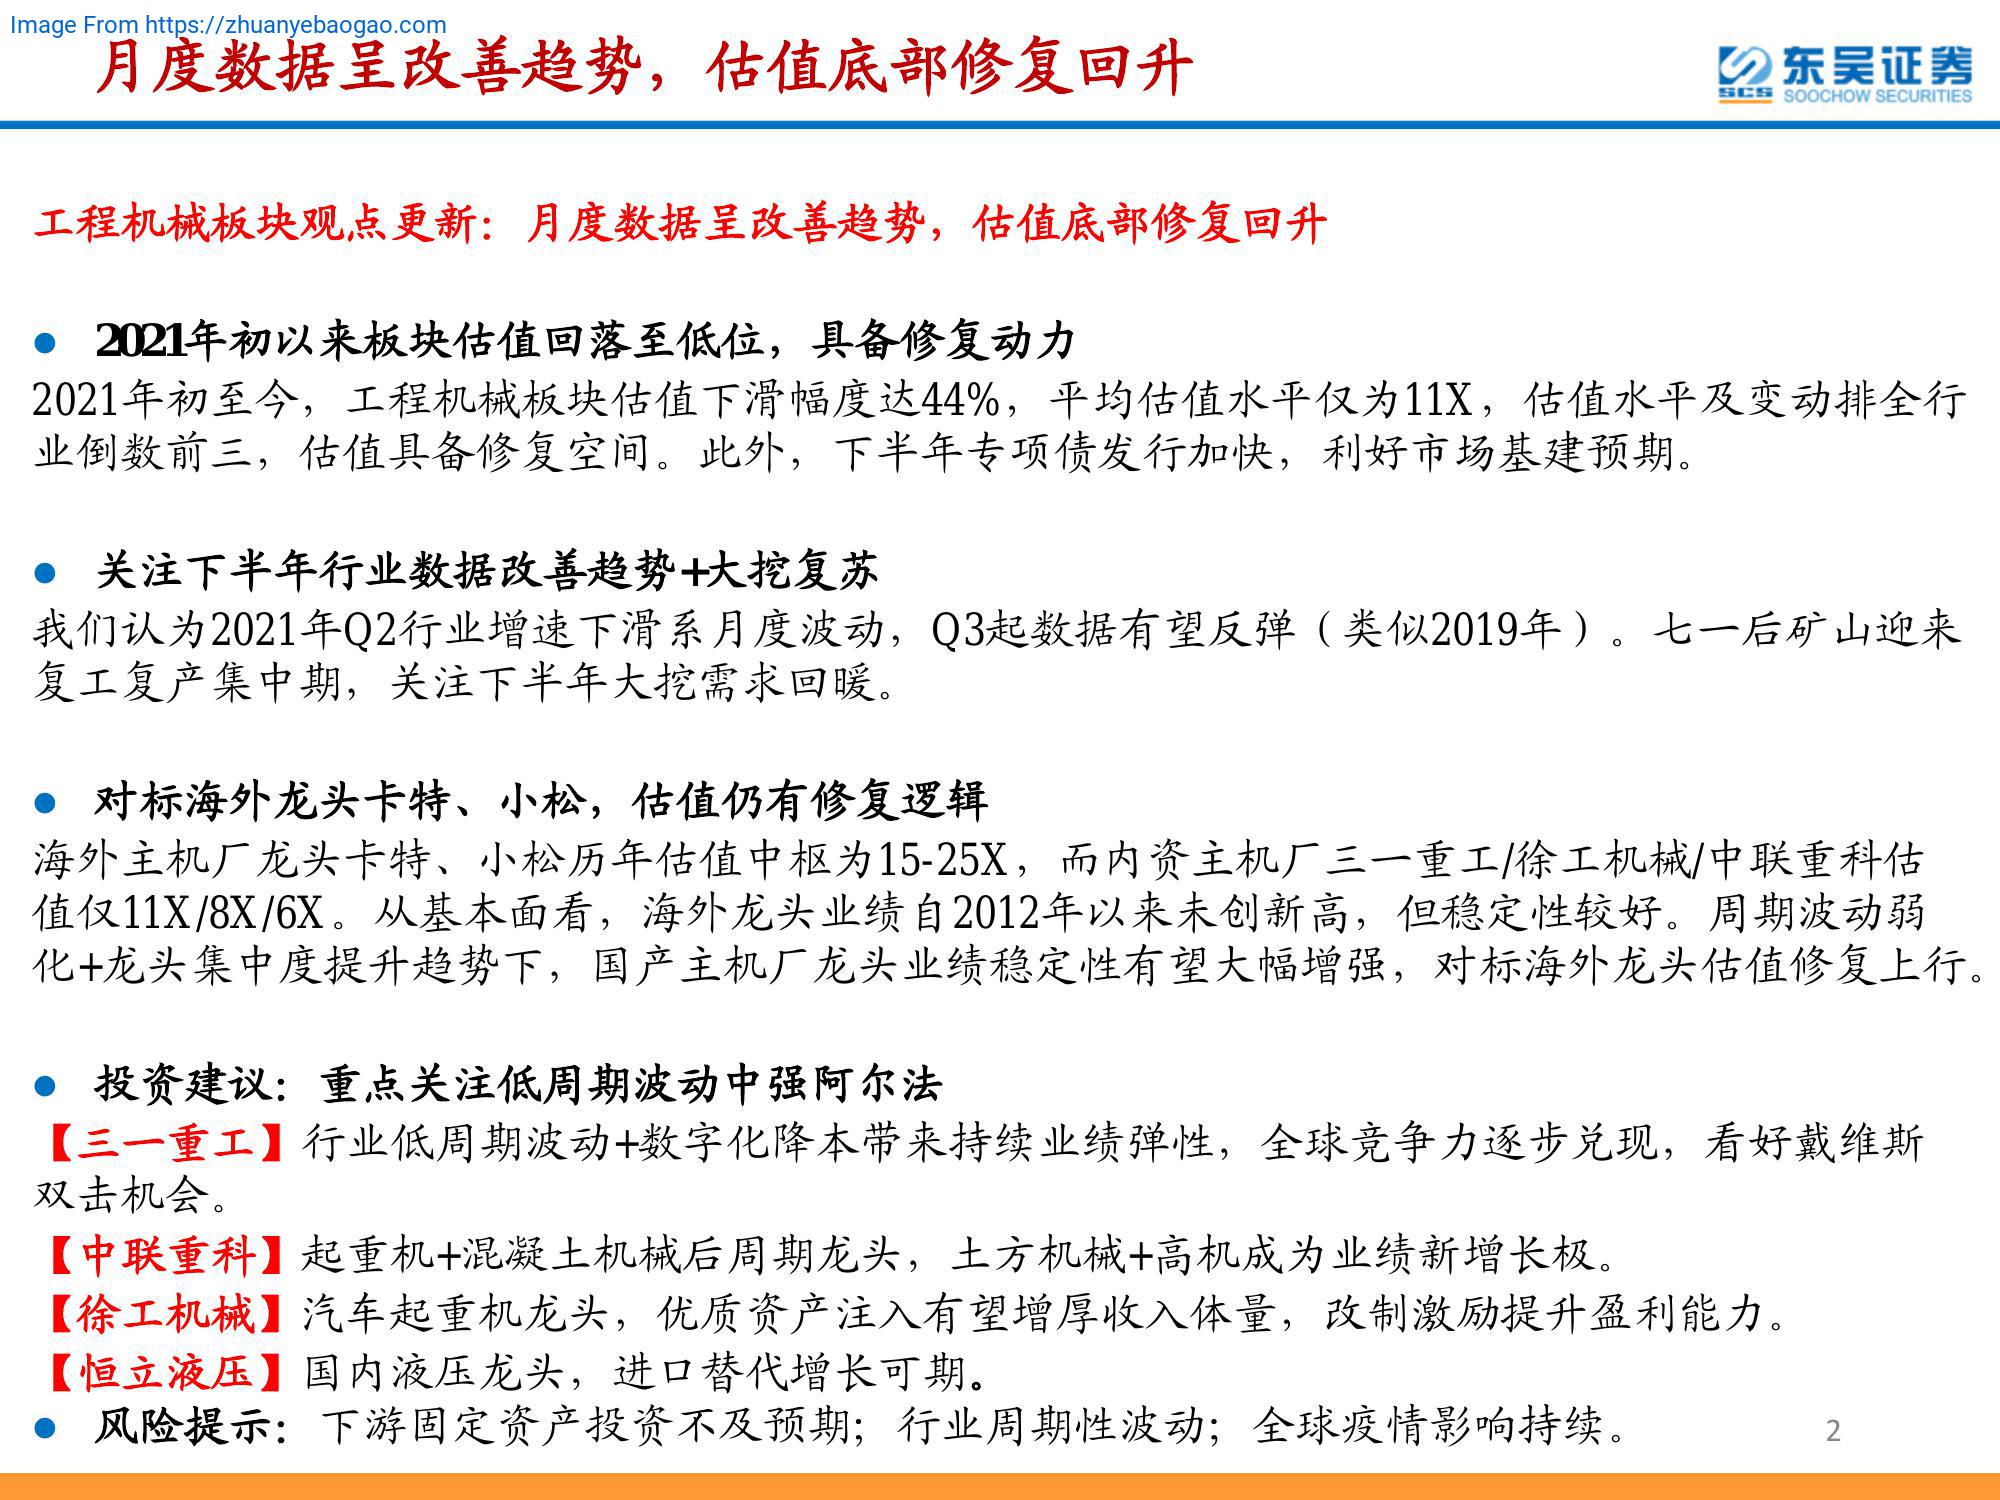 Image From https://zhuanyebaogao.com
月度数据呈改善趋势，估值底部修复回升
东吴证券
SCS
SOOCHOW SECURITIES
工程机械板块观点更新：月度数据呈改善趋势，估值底部修复回升
● 2021年初以来板块估值回落至低位，具备修复动力
2021年初至今，工程机械板块估值下滑幅度达44%，平均估值水平仅为11X，估值水平及变动排全行
业倒数前三，估值具备修复空间。此外，下半年专项债发行加快，利好市场基建预期。
● 关注下半年行业数据改善趋势+大挖复苏
我们认为2021年Q2行业增速下滑系月度波动，Q3起数据有望反弹（类似2019年）。七一后矿山迎来
复工复产集中期，关注下半年大挖需求回暖。
● 对标海外龙头卡特、小松，估值仍有修复逻辑
海外主机厂龙头卡特、小松历年估值中枢为15-25X，而内资主机厂三一重工/徐工机械/中联重科估
值仅11X/8X/6X。从基本面看，海外龙头业绩自2012年以来未创新高，但稳定性较好。周期波动弱
化+龙头集中度提升趋势下，国产主机厂龙头业绩稳定性有望大幅增强，对标海外龙头估值修复上行。
● 投资建议：重点关注低周期波动中强阿尔法
【三一重工】行业低周期波动+数字化降本带来持续业绩弹性，全球竞争力逐步兑现，看好戴维斯
双击机会。
【中联重科】起重机+混凝土机械后周期龙头，土方机械+高机成为业绩新增长极。
【徐工机械】汽车起重机龙头，优质资产注入有望增厚收入体量，改制激励提升盈利能力。
【恒立液压】国内液压龙头，进口替代增长可期。
● 风险提示：下游固定资产投资不及预期；行业周期性波动；全球疫情影响持续。
2